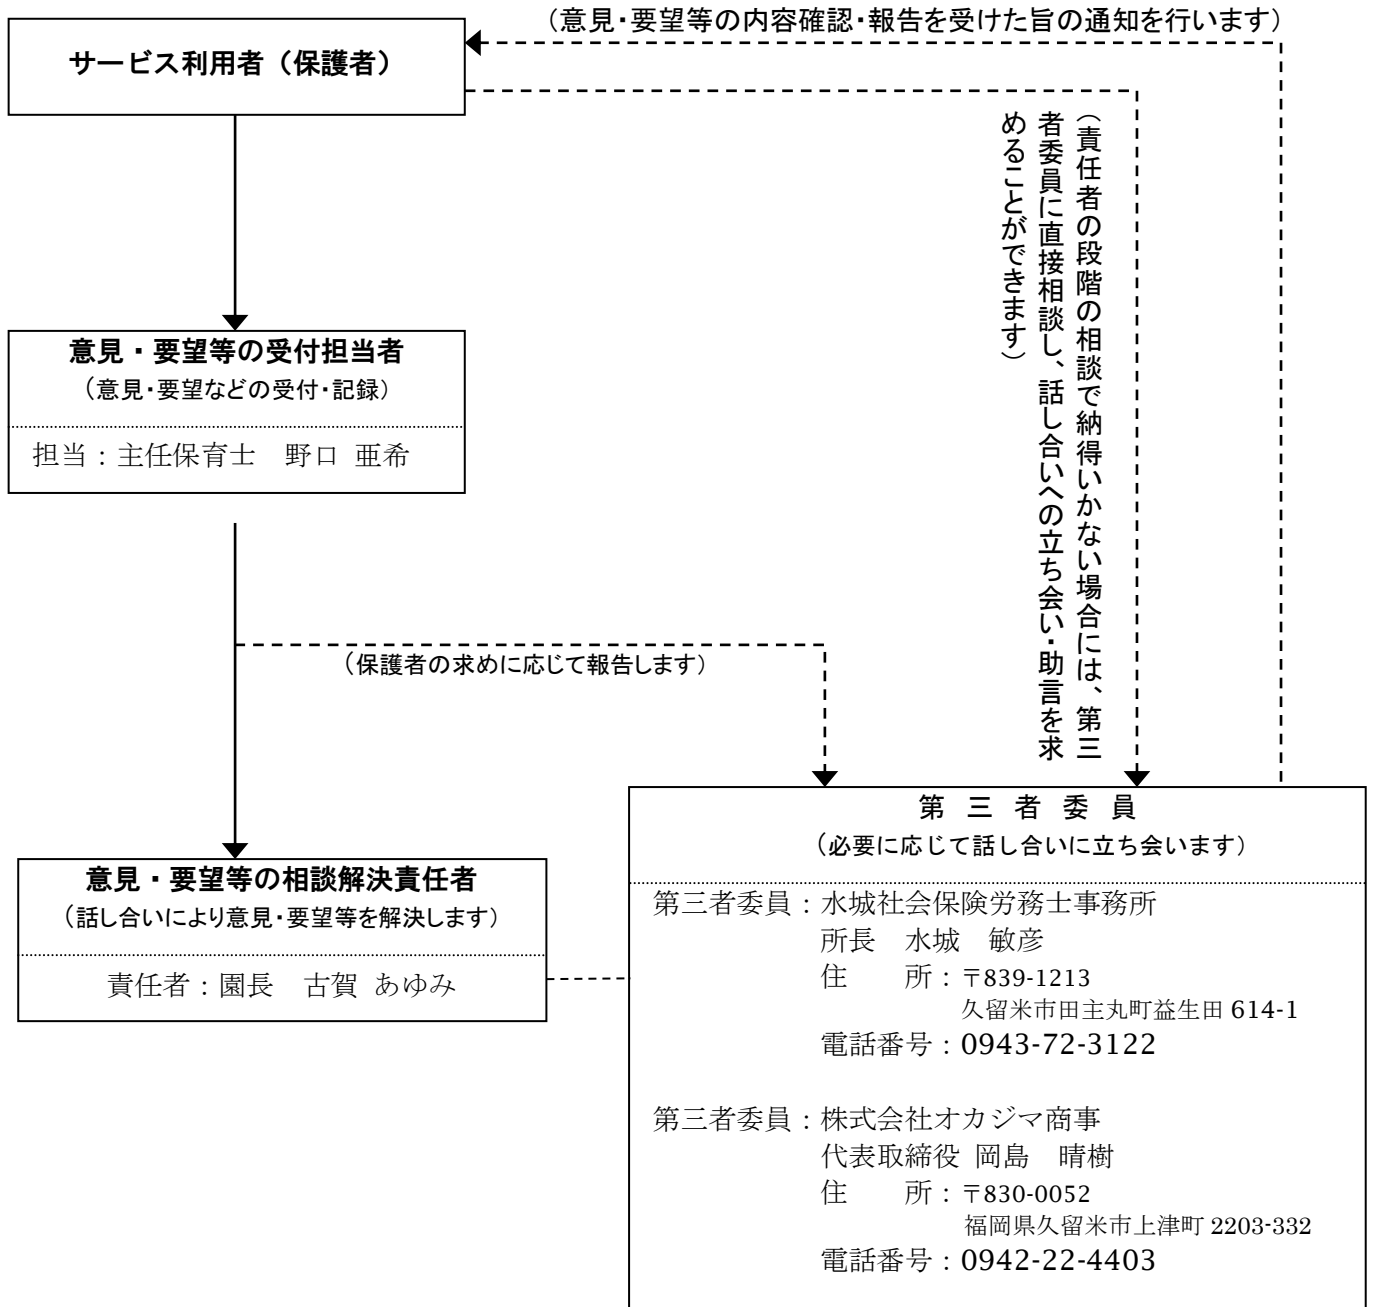 （意見・要望等の内容確認・報告を受けた旨の通知を行います）
サービス利用者（保護者）
（責任者の段階の相談で納得いかない場合には、第三
者委員に直接相談し、話し合いへの立ち会い・助言を求
めることができます）
意見・要望等の受付担当者
（意見・要望などの受付・記録）
担当：主任保育士　野口 亜希
（保護者の求めに応じて報告します）
意見・要望等の相談解決責任者
（話し合いにより意見・要望等を解決します）
責任者：園長　古賀 あゆみ
第 三 者 委 員
（必要に応じて話し合いに立ち会います）
第三者委員：水城社会保険労務士事務所
所長　水城　敏彦
住　　所：〒839-1213
久留米市田主丸町益生田 614-1
電話番号：0943-72-3122
第三者委員：株式会社オカジマ商事
代表取締役 岡島　晴樹
住　　所：〒830-0052
福岡県久留米市上津町 2203-332
電話番号：0942-22-4403